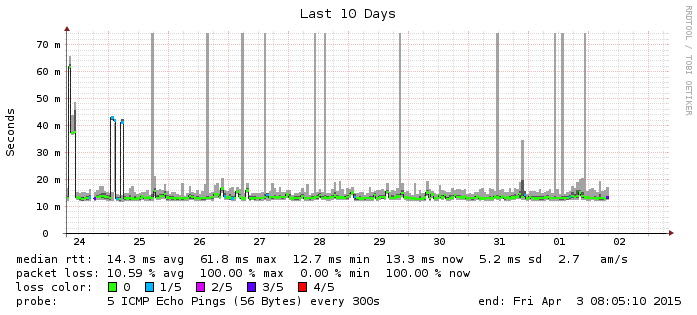 Last 10 Days
RRDTOOL / TOBI OETIKER
Seconds
70 m
60 m
50 m
40 m
30 m
20 m
10 m
0
24 25 26 27 28 29 30 31 01 02
median rtt: 14.3 ms avg 61.8 ms max 12.7 ms min 13.3 ms now 5.2 ms sd 2.7 am/s
packet loss: 10.59 % avg 100.00 % max 0.00 % min 100.00 % now
loss color: 0 1/5 2/5 3/5 4/5
probe: 5 ICMP Echo Pings (56 Bytes) every 300s end: Fri Apr 3 08:05:10 2015